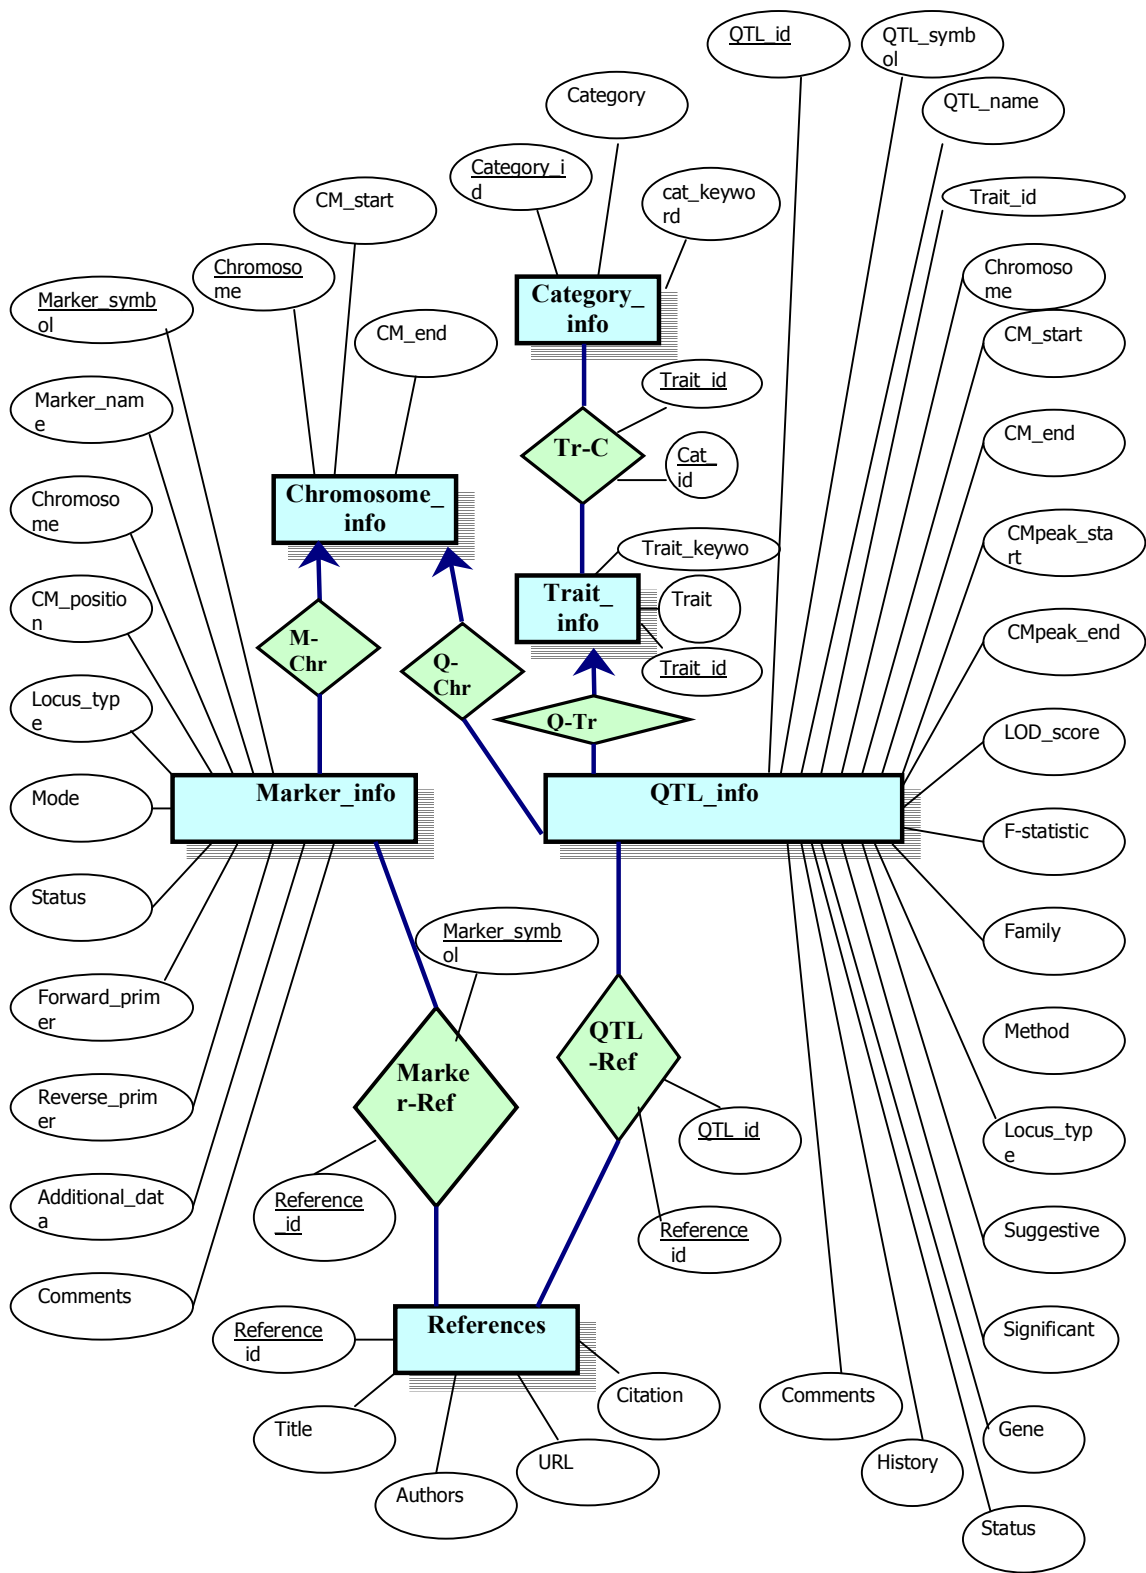 QTL_id
QTL_symb
ol
QTL_name
Trait_id
Chromoso
me
CM_start
CM_end
CMpeak_sta
rt
CMpeak_end
LOD_score
F-statistic
Family
Method
Locus_typ
e
Suggestive
Significant
Gene
Status
History
Comments
Category
Category_i
d
cat_keywo
rd
Category_
info
Trait_id
Tr-C
Cat_
id
Trait_keywo
Trait_
info
Trait
Trait_id
Q-Tr
CM_start
Chromoso
me
CM_end
Chromosome_
info
M-
Chr
Q-
Chr
Marker_symb
ol
Marker_nam
e
Chromoso
me
CM_positio
n
Locus_typ
e
Mode
Status
Forward_prim
er
Reverse_prim
er
Additional_dat
a
Comments
Marker_info
QTL_info
Marker_symb
ol
Marke
r-Ref
Reference
_id
QTL
-Ref
QTL_id
Reference
id
References
Reference
id
Title
Authors
URL
Citation